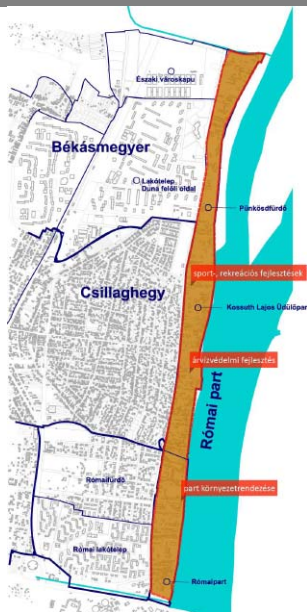 Északi városkapu
Békásmegyer
Lakótelep
Duna felőli oldal
Pünkösdfürdő
sport-, rekreációs fejlesztések
Csillaghegy
Kossuth Lajos Üdülőpart
árvízvédelmi fejlesztés
Római part
part környezetrendezése
Rómaifürdő
Római lakótelep
Rómaipart